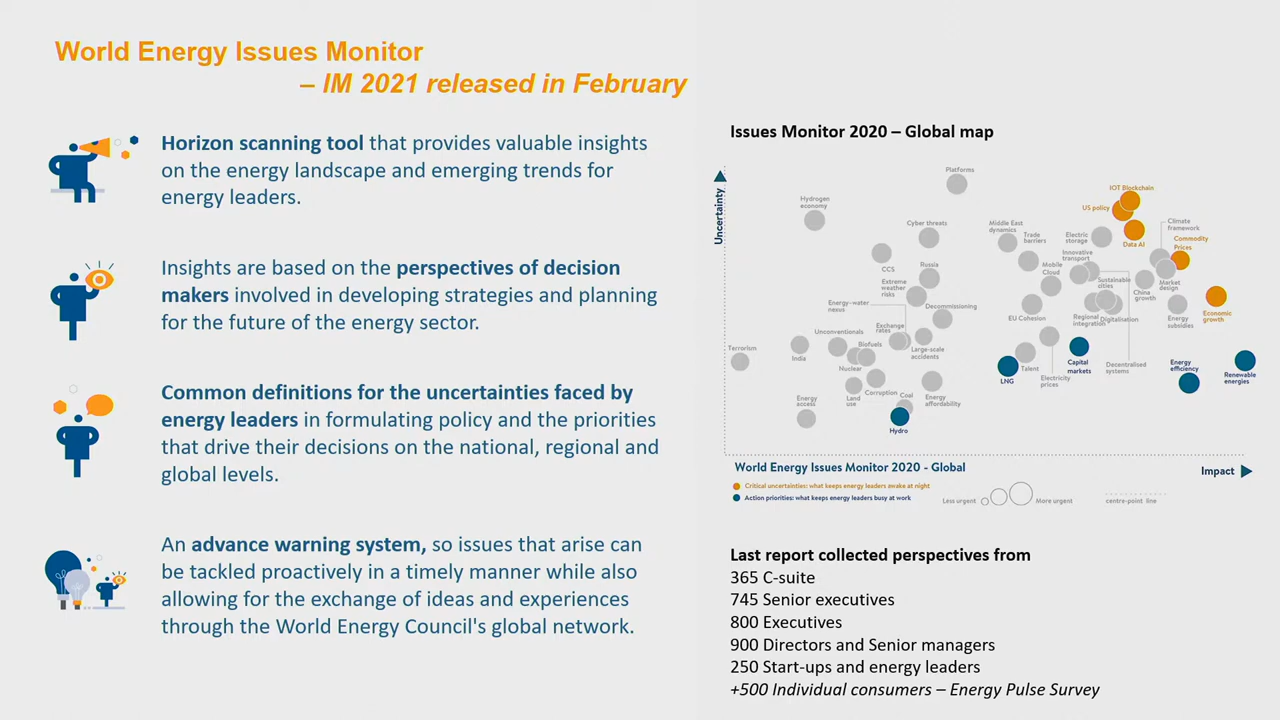 World Energy Issues Monitor
– IM 2021 released in February
Horizon scanning tool that provides valuable insights
on the energy landscape and emerging trends for
energy leaders.
Insights are based on the perspectives of decision
makers involved in developing strategies and planning
for the future of the energy sector.
Common definitions for the uncertainties faced by
energy leaders in formulating policy and the priorities
that drive their decisions on the national, regional and
global levels.
An advance warning system, so issues that arise can
be tackled proactively in a timely manner while also
allowing for the exchange of ideas and experiences
through the World Energy Council's global network.
Issues Monitor 2020 – Global map
Uncertainty
Platforms
IOT Blockchain
Hydrogen
economy
US policy
Cyber threats
Middle East
dynamics
Trade
barriers
Electric
storage
Data AI
Climate
framework
Commodity
Prices
CCS
Russia
Innovative
transport
Mobile
Cloud
Extreme
weather
risks
Sustainable
cities
China
growth
Market
design
Energy-water
nexus
Decommissioning
EU Cohesion
Regional
integration
Digitalisation
Energy
subsidies
Economic
growth
Unconventionals
Exchange
rates
Terrorism
India
Biofuels
Nuclear
Large-scale
accidents
LNG
Talent
Electricity
prices
Capital
markets
Decentralised
systems
Energy
efficiency
Renewable
energies
Energy
access
Land
use
Corruption
Coal
Energy
affordability
Hydro
World Energy Issues Monitor 2020 - Global
Impact
Critical uncertainties: what keeps energy leaders awake at night
Action priorities: what keeps energy leaders busy at work
Less urgent
More urgent
centre-point line
Last report collected perspectives from
365 C-suite
745 Senior executives
800 Executives
900 Directors and Senior managers
250 Start-ups and energy leaders
+500 Individual consumers – Energy Pulse Survey